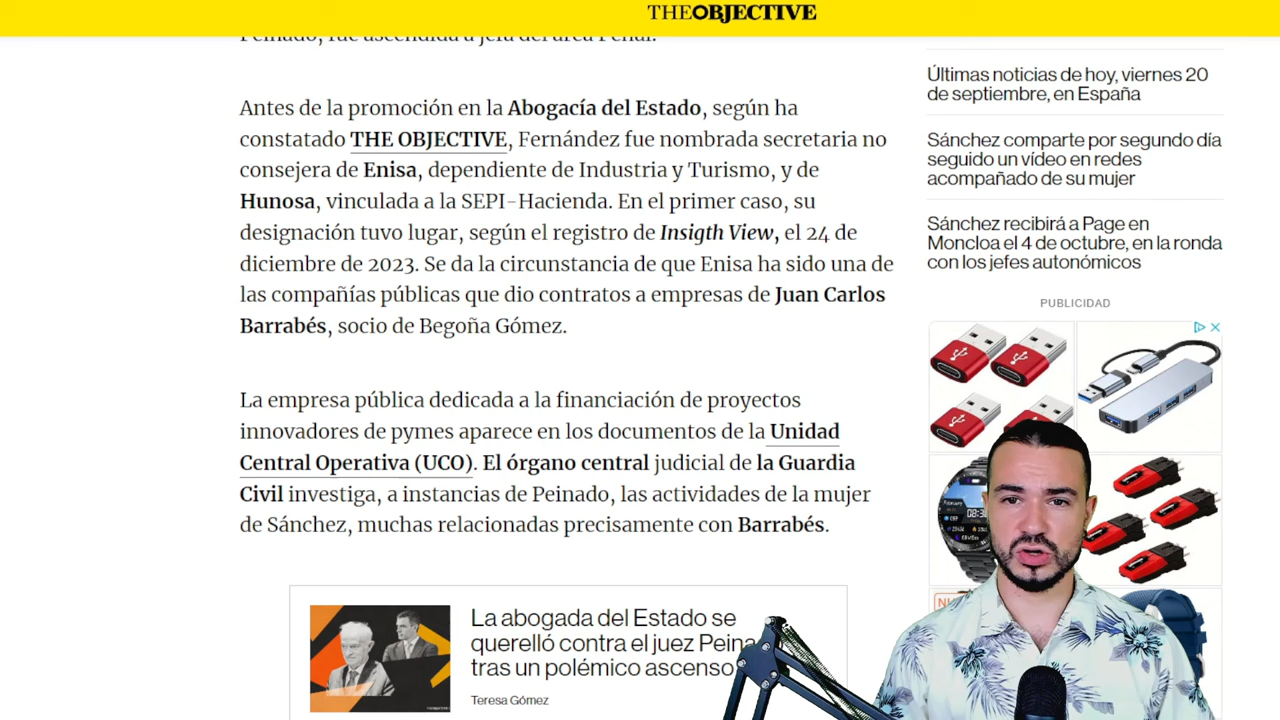 THEOBJECTIVE
Peinado, fue ascendida a jefa del área Penal.
Antes de la promoción en la Abogacía del Estado, según ha
constatado THE OBJECTIVE, Fernández fue nombrada secretaria no
consejera de Enisa, dependiente de Industria y Turismo, y de
Hunosa, vinculada a la SEPI-Hacienda. En el primer caso, su
designación tuvo lugar, según el registro de Insigth View, el 24 de
diciembre de 2023. Se da la circunstancia de que Enisa ha sido una de
las compañías públicas que dio contratos a empresas de Juan Carlos
Barrabés, socio de Begoña Gómez.
La empresa pública dedicada a la financiación de proyectos
innovadores de pymes aparece en los documentos de la Unidad
Central Operativa (UCO). El órgano central judicial de la Guardia
Civil investiga, a instancias de Peinado, las actividades de la mujer
de Sánchez, muchas relacionadas precisamente con Barrabés.
La abogada del Estado se
querelló contra el juez Peina
tras un polémico ascenso
Teresa Gómez
Últimas noticias de hoy, viernes 20
de septiembre, en España
Sánchez comparte por segundo día
seguido un vídeo en redes
acompañado de su mujer
Sánchez recibirá a Page en
Moncloa el 4 de octubre, en la ronda
con los jefes autonómicos
PUBLICIDAD